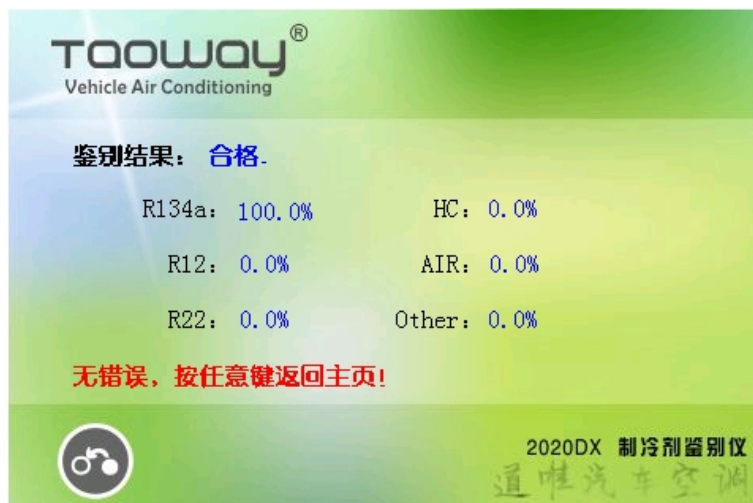 Taoway®
Vehicle Air Conditioning
鉴别结果： 合格.
R134a: 100.0% HC: 0.0%
R12: 0.0% AIR: 0.0%
R22: 0.0% Other: 0.0%
无错误，按任意键返回主页!
2020DX 制冷剂鉴别仪
道唯汽车空调